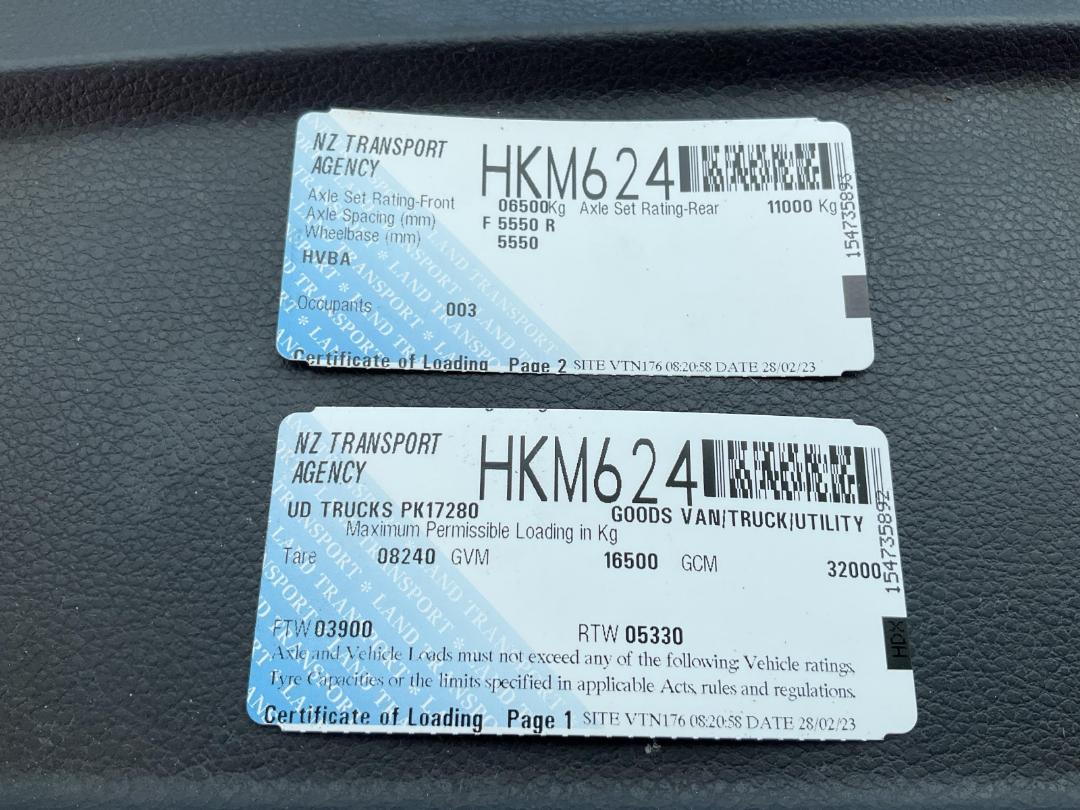 NZ TRANSPORT
AGENCY
HKM624
Axle Set Rating-Front 06500Kg Axle Set Rating-Rear 11000 Kg
Axle Spacing (mm) F 5550 R
Wheelbase (mm) 5550
HVBA
Occupants 003
154735893
Certificate of Loading Page 2 SITE VTN176 08:20:58 DATE 28/02/23
NZ TRANSPORT
AGENCY
HKM624
UD TRUCKS PK17280 GOODS VAN/TRUCK/UTILITY
Maximum Permissible Loading in Kg
Tare 08240 GVM 16500 GCM 32000
154735892
HDX
FTW 03900 RTW 05330
Axle and Vehicle Loads must not exceed any of the following: Vehicle ratings,
Tyre Capacities or the limits specified in applicable Acts, rules and regulations.
Certificate of Loading Page 1 SITE VTN176 08:20:58 DATE 28/02/23